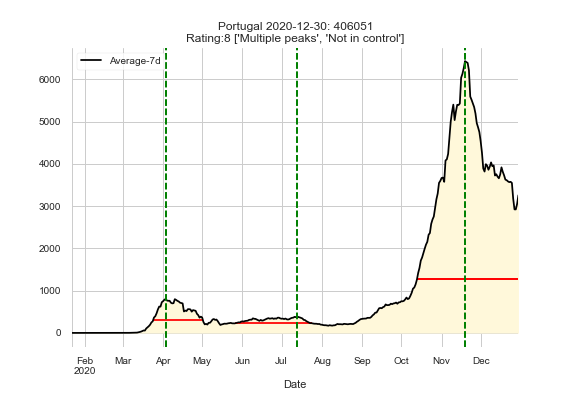 Portugal 2020-12-30: 406051
Rating:8 ['Multiple peaks', 'Not in control']
Average-7d
6000
5000
4000
3000
2000
1000
0
Feb Mar Apr May Jun Jul Aug Sep Oct Nov Dec
2020
Date